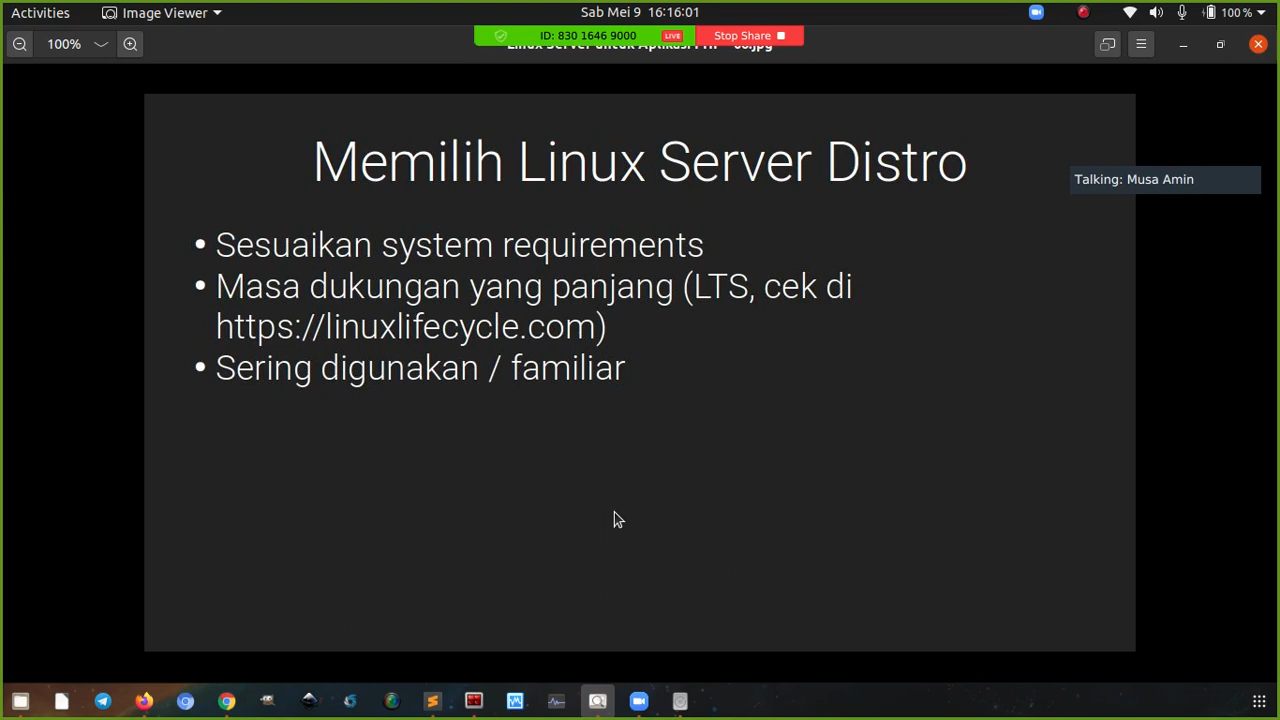 Activities
Image Viewer
Sab Mei 9 16:16:01
100 %
100%
ID: 830 1646 9000
LIVE
Stop Share
Memilih Linux Server Distro
Talking: Musa Amin
• Sesuaikan system requirements
• Masa dukungan yang panjang (LTS, cek di
https://linuxlifecycle.com)
• Sering digunakan / familiar